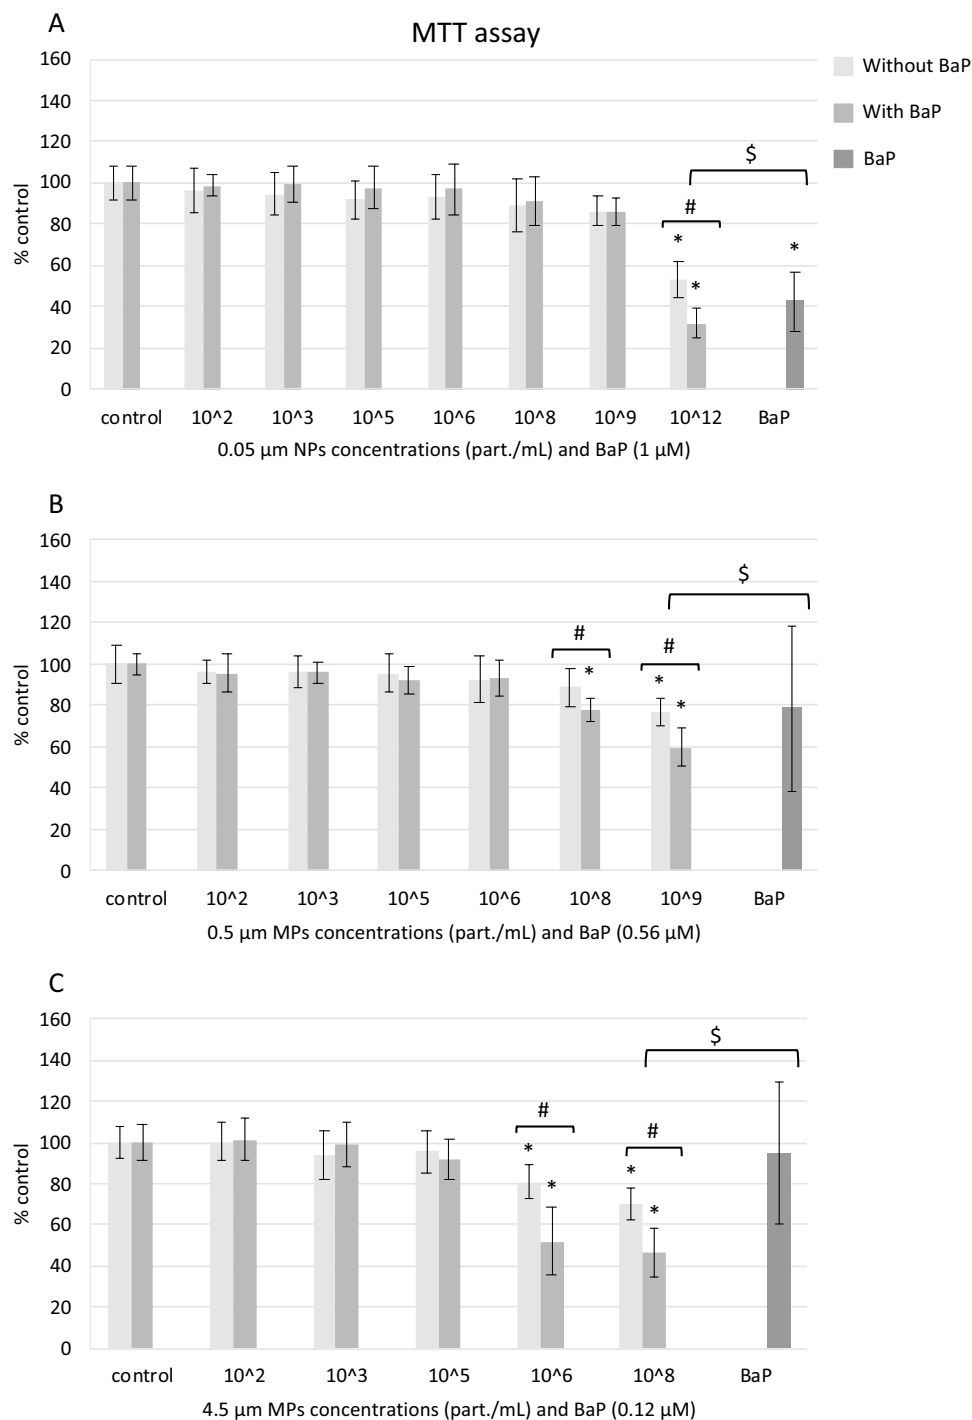 A
MTT assay
Without BaP
With BaP
BaP
% control
160
140
120
100
80
60
40
20
0
$
#
*
*
*
control 10^2 10^3 10^5 10^6 10^8 10^9 10^12 BaP
0.05 µm NPs concentrations (part./mL) and BaP (1 µM)
B
% control
160
140
120
100
80
60
40
20
0
$
#
#
*
*
*
control 10^2 10^3 10^5 10^6 10^8 10^9 BaP
0.5 µm MPs concentrations (part./mL) and BaP (0.56 µM)
C
% control
160
140
120
100
80
60
40
20
0
$
#
#
*
*
*
*
control 10^2 10^3 10^5 10^6 10^8 BaP
4.5 µm MPs concentrations (part./mL) and BaP (0.12 µM)